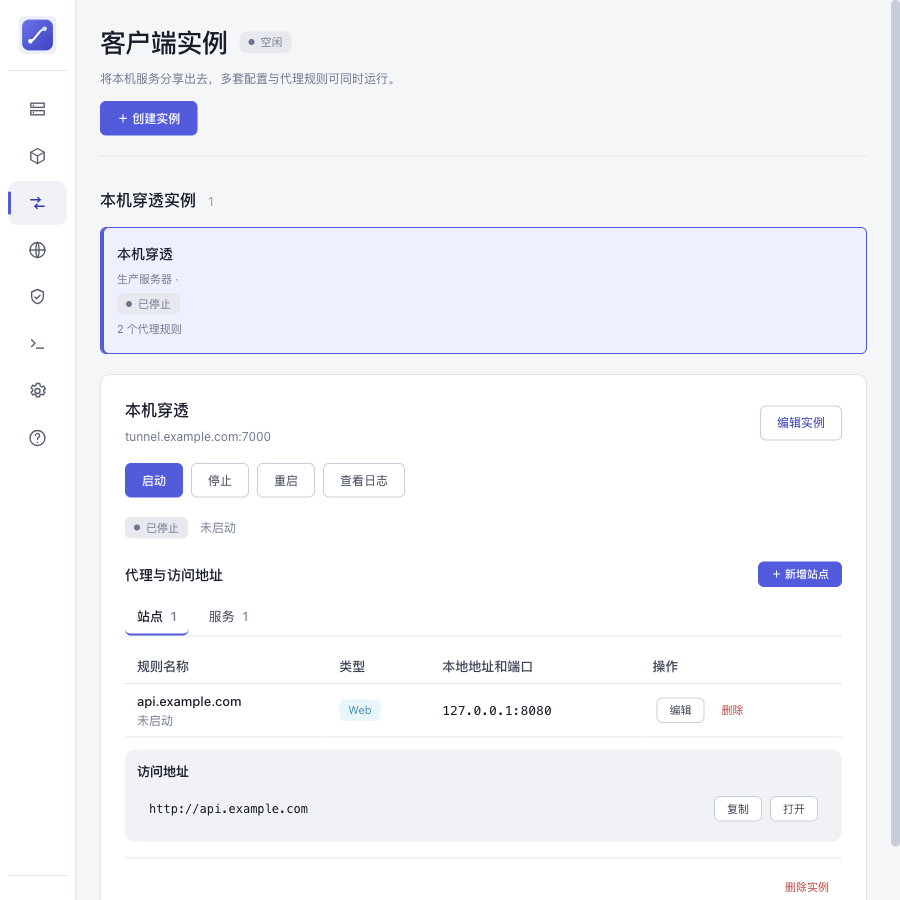 客户端实例 空闲
将本机服务分享出去，多套配置与代理规则可同时运行。
+ 创建实例
本机穿透实例 1
本机穿透
生产服务器 ·
已停止
2 个代理规则
本机穿透
tunnel.example.com:7000
编辑实例
启动 停止 重启 查看日志
已停止 未启动
代理与访问地址
+ 新增站点
站点 1 服务 1
规则名称 类型 本地地址和端口 操作
api.example.com
未启动
Web 127.0.0.1:8080 编辑 删除
访问地址
http://api.example.com 复制 打开
删除实例